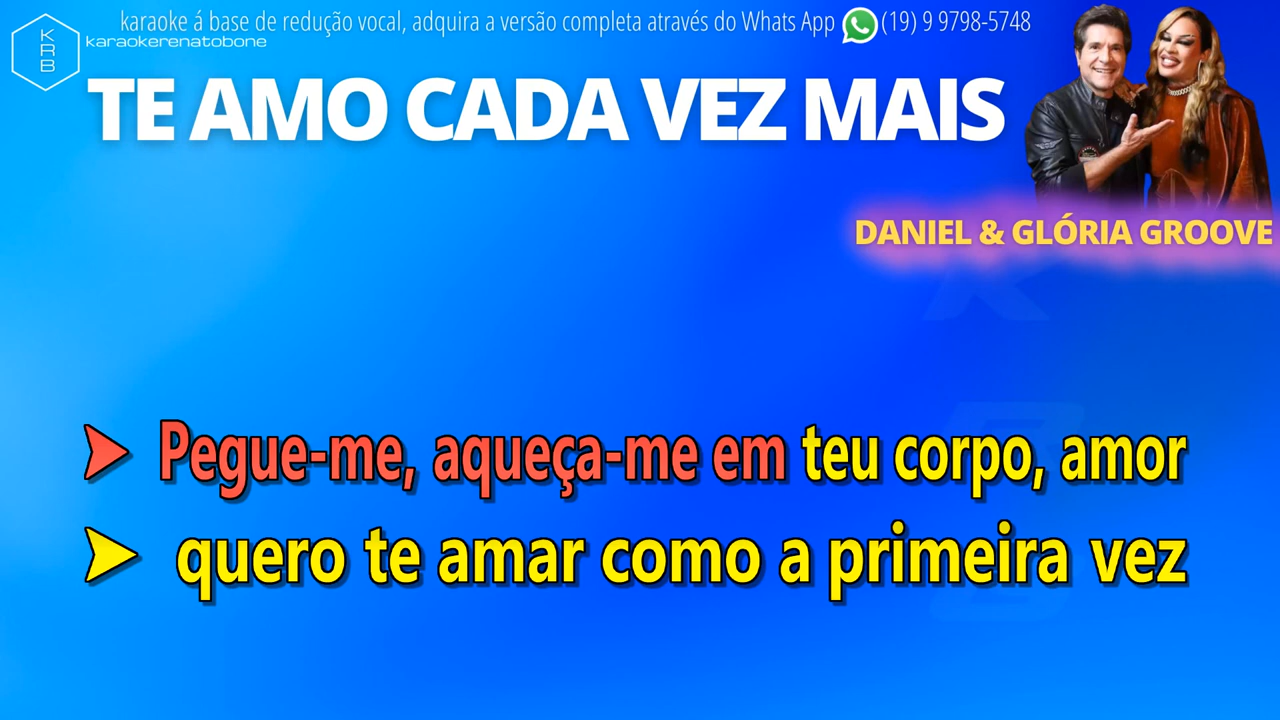 karaoke á base de redução vocal, adquira a versão completa através do Whats App (19) 9 9798-5748
K
R
B
karaokerenatobone
TE AMO CADA VEZ MAIS
DANIEL & GLÓRIA GROOVE
K
B
Pegue-me, aqueça-me em teu corpo, amor
quero te amar como a primeira vez